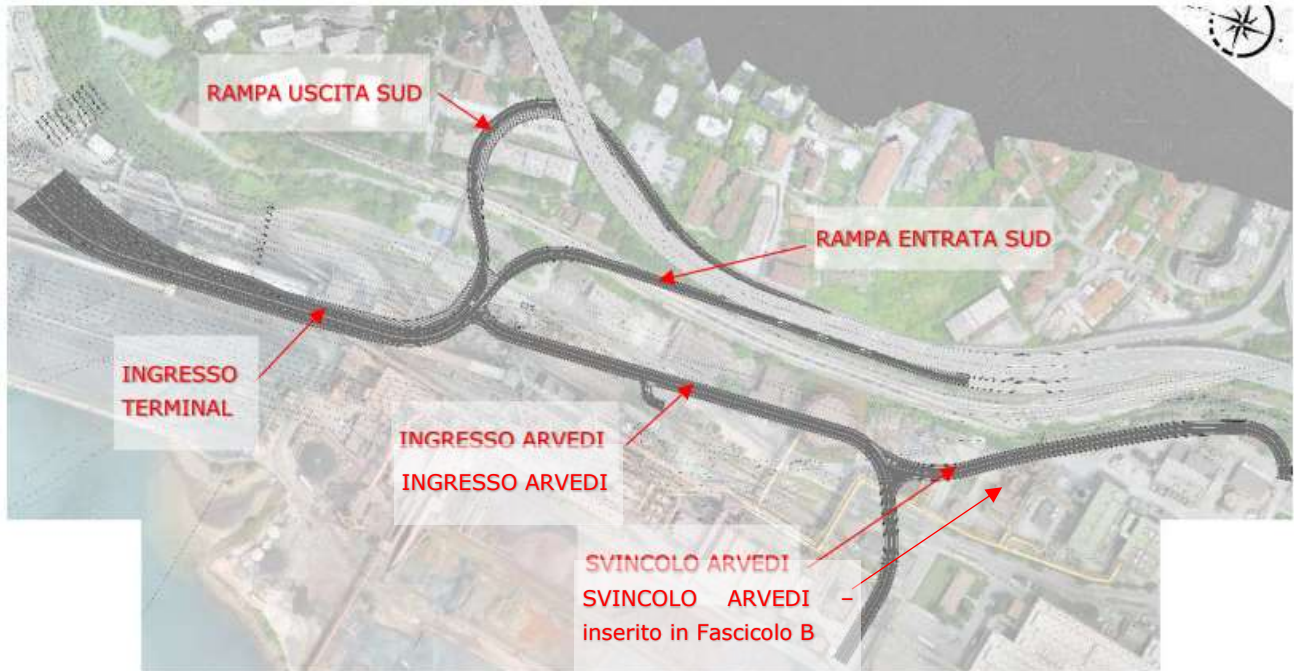 RAMPA USCITA SUD
RAMPA ENTRATA SUD
INGRESSO
TERMINAL
INGRESSO ARVEDI
INGRESSO ARVEDI
SVINCOLO ARVEDI
SVINCOLO ARVEDI –
inserito in Fascicolo B